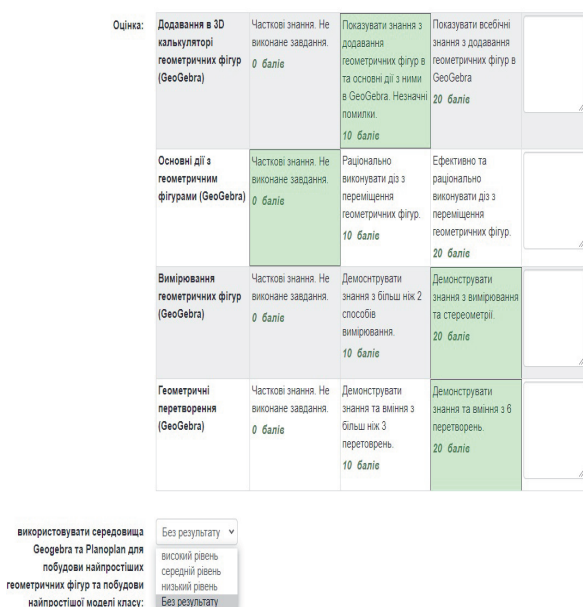 Оцінка:
Додавання в 3D
калькуляторі
геометричних фігур
(GeoGebra)
Часткові знання. Не
виконане завдання.
0 балів
Показувати знання з
додавання
геометричних фігур в
та основні дії з ними
в GeoGebra. Незначні
помилки.
10 балів
Показувати всебічні
знання з додавання
геометричних фігур в
GeoGebra
20 балів
Основні дії з
геометричним
фігурами (GeoGebra)
Часткові знання. Не
виконане завдання.
0 балів
Раціонально
виконувати діз з
переміщення
геометричних фігур.
10 балів
Ефективно та
раціонально
виконувати діз з
переміщення
геометричних фігур.
20 балів
Вимірювання
геометричних фігур
(GeoGebra)
Часткові знання. Не
виконане завдання.
0 балів
Демоснтрувати
знання з більш ніж 2
способів
вимірювання.
10 балів
Демонструвати
знання з вимірювання
та стереометрії.
20 балів
Геометричні
перетворення
(GeoGebra)
Часткові знання. Не
виконане завдання.
0 балів
Демонструвати
знання та вміння з
більш ніж 3
перетоврень.
10 балів
Демонструвати
знання та вміння з 6
перетворень.
20 балів
використовувати середовища
Geogebra та Planoplan для
побудови найпростіших
геометричних фігур та побудови
найпростішої моделі класу:
Без результату
високий рівень
середній рівень
низький рівень
Без результату